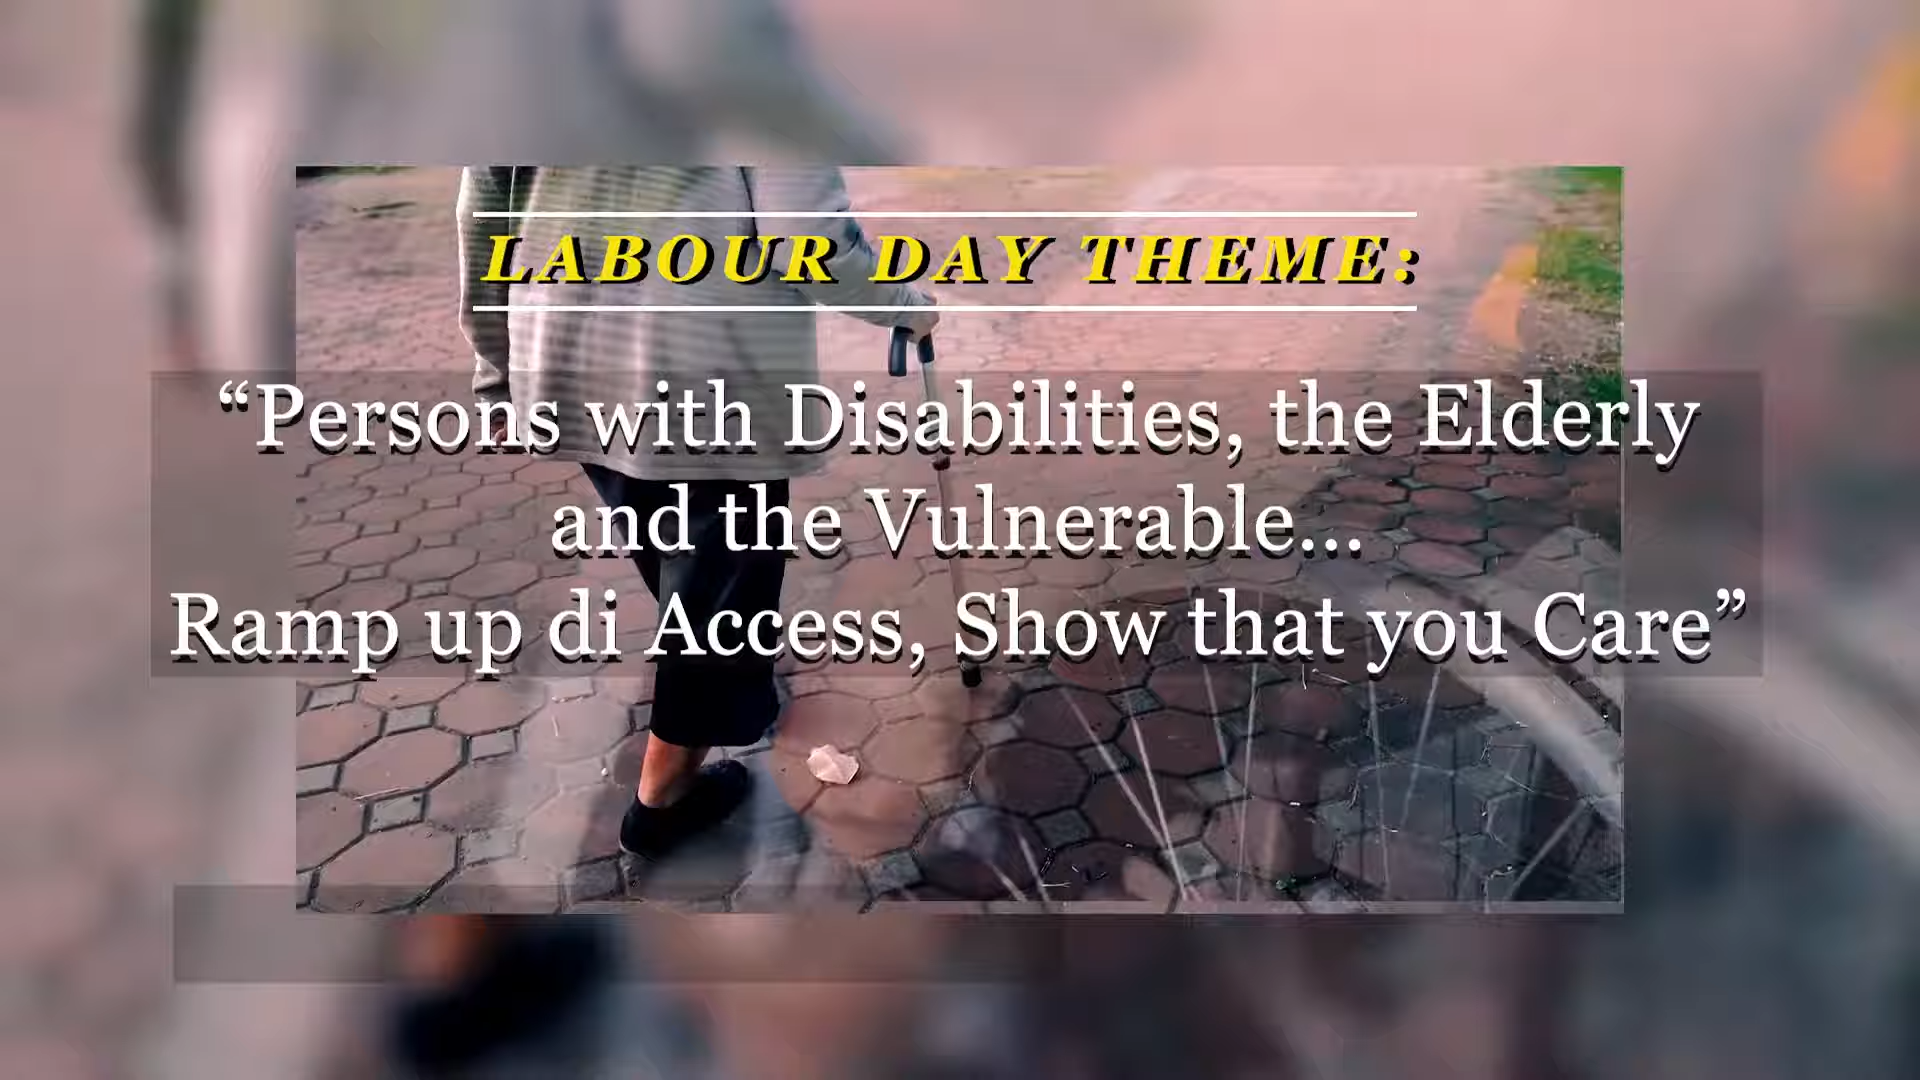 LABOUR DAY THEME:
“Persons with Disabilities, the Elderly
and the Vulnerable...
Ramp up di Access, Show that you Care”